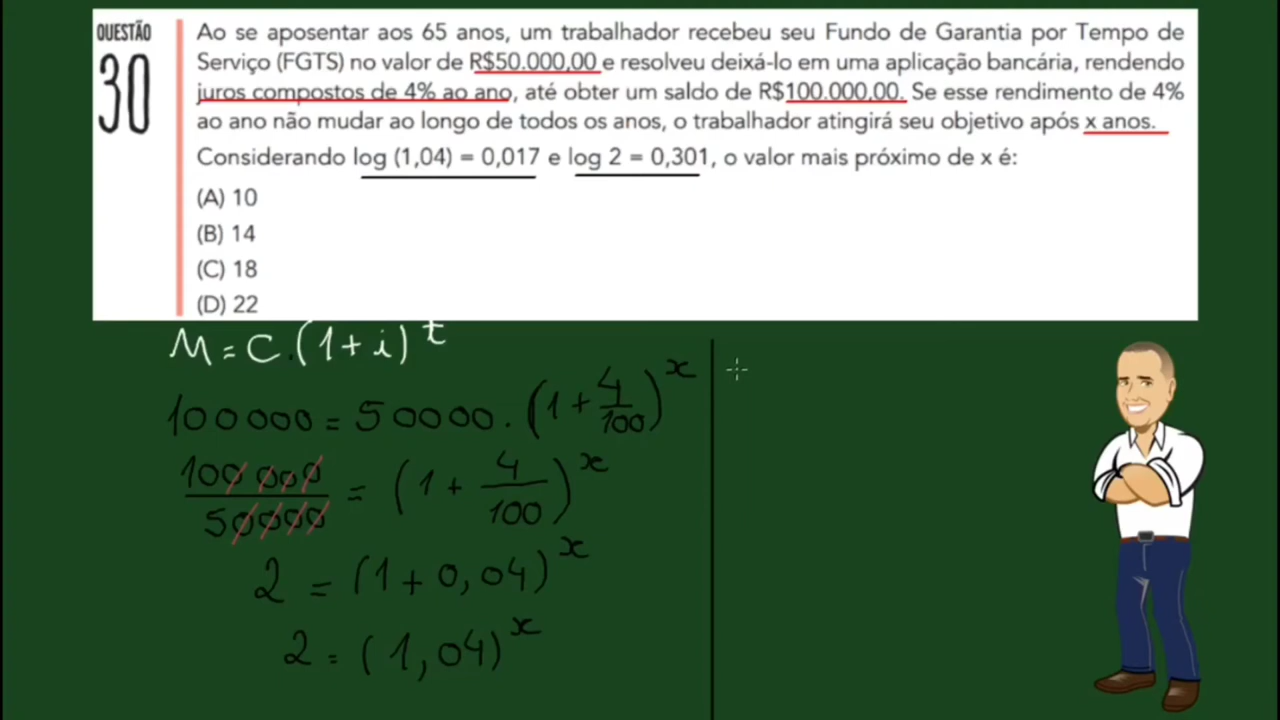 QUESTÃO
30
Ao se aposentar aos 65 anos, um trabalhador recebeu seu Fundo de Garantia por Tempo de
Serviço (FGTS) no valor de R$50.000,00 e resolveu deixá-lo em uma aplicação bancária, rendendo
juros compostos de 4% ao ano, até obter um saldo de R$100.000,00. Se esse rendimento de 4%
ao ano não mudar ao longo de todos os anos, o trabalhador atingirá seu objetivo após x anos.
Considerando log (1,04) = 0,017 e log 2 = 0,301, o valor mais próximo de x é:
(A) 10
(B) 14
(C) 18
(D) 22
M = C.(1+i)^t
100000 = 50000.(1+4/100)^x
100000/50000 = (1+4/100)^x
2 = (1+0,04)^x
2 = (1,04)^x